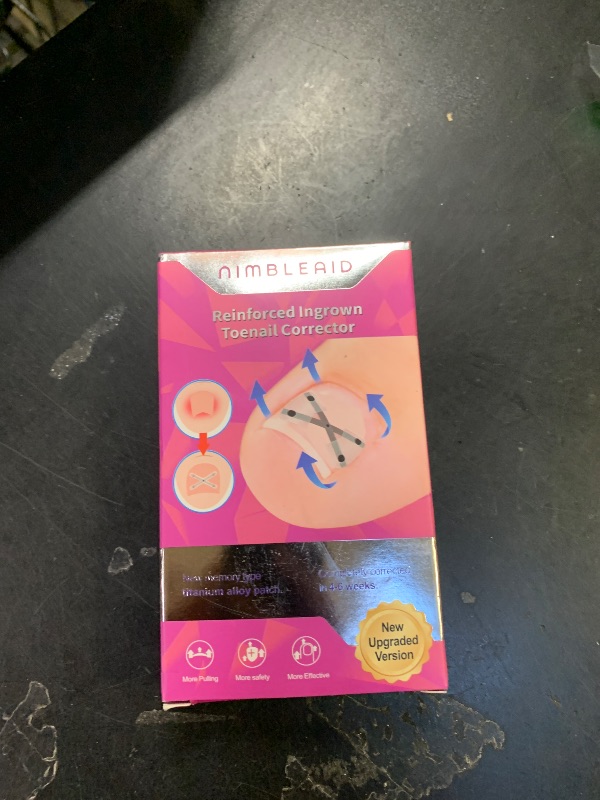 NIMBLEAID
Reinforced Ingrown
Toenail Corrector
New memory type
titanium alloy patch.
corrected
in 4-6 weeks.
New
Upgraded
Version
More Pulling
More safety
More Effective